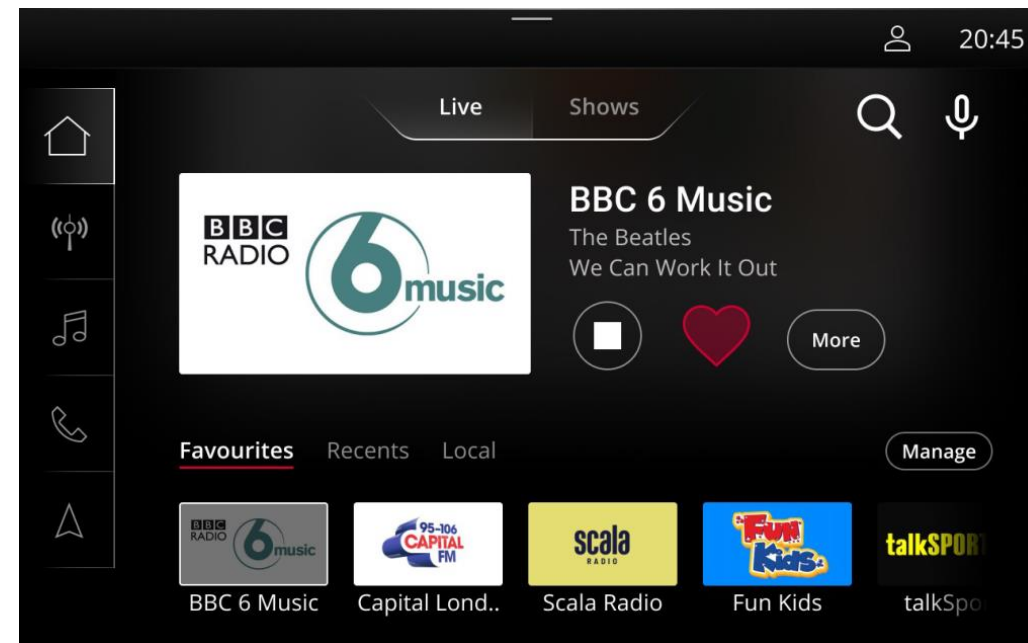 20:45
Live
Shows
BBC
RADIO
6
music
BBC 6 Music
The Beatles
We Can Work It Out
More
Favourites
Recents
Local
Manage
BBC
RADIO
6
music
95-106
CAPITAL
FM
scala
RADIO
Fun
Kids
talkSPORT
BBC 6 Music
Capital Lond..
Scala Radio
Fun Kids
talkSpo